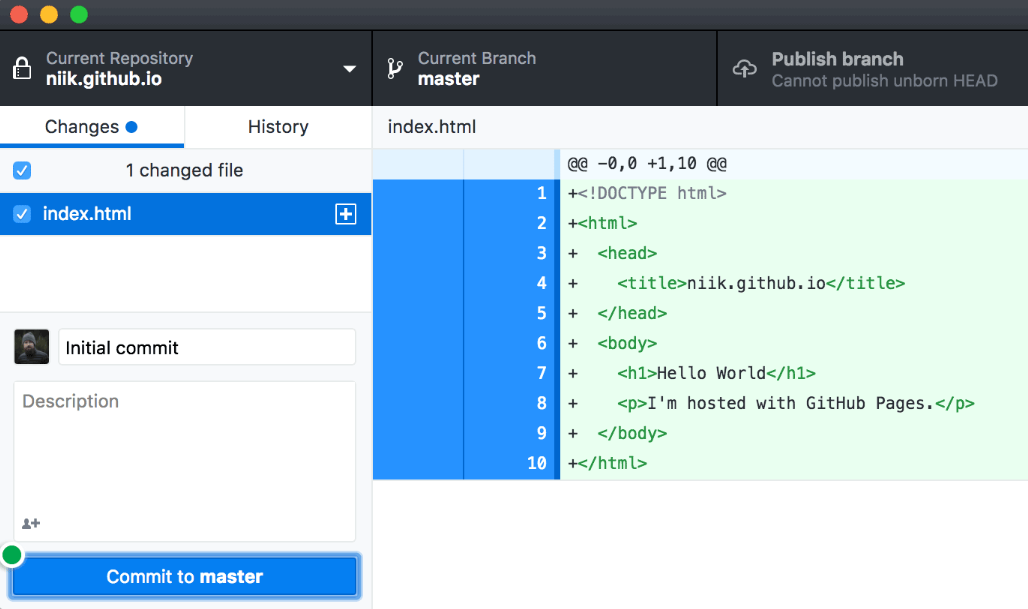 Current Repository
niik.github.io
Current Branch
master
Publish branch
Cannot publish unborn HEAD
Changes
History
index.html
1 changed file
index.html
Initial commit
Description
Commit to master
@@ -0,0 +1,10 @@
1 +<!DOCTYPE html>
2 +<html>
3 +  <head>
4 +    <title>niik.github.io</title>
5 +  </head>
6 +  <body>
7 +    <h1>Hello World</h1>
8 +    <p>I'm hosted with GitHub Pages.</p>
9 +  </body>
10 +</html>